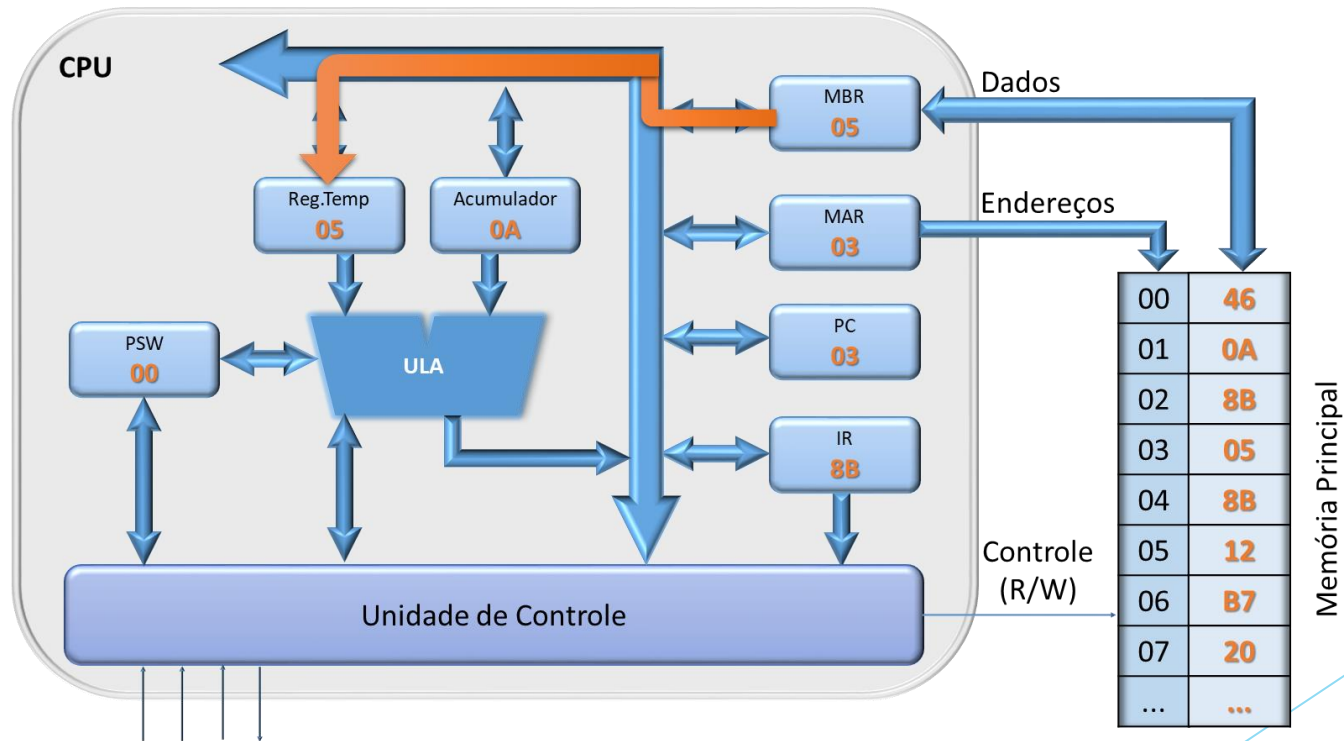 CPU
MBR
05
Dados
Reg.Temp
05
Acumulador
0A
MAR
03
Endereços
PSW
00
ULA
PC
03
IR
8B
Unidade de Controle
Controle
(R/W)
00 46
01 0A
02 8B
03 05
04 8B
05 12
06 B7
07 20
... ...
Memória Principal